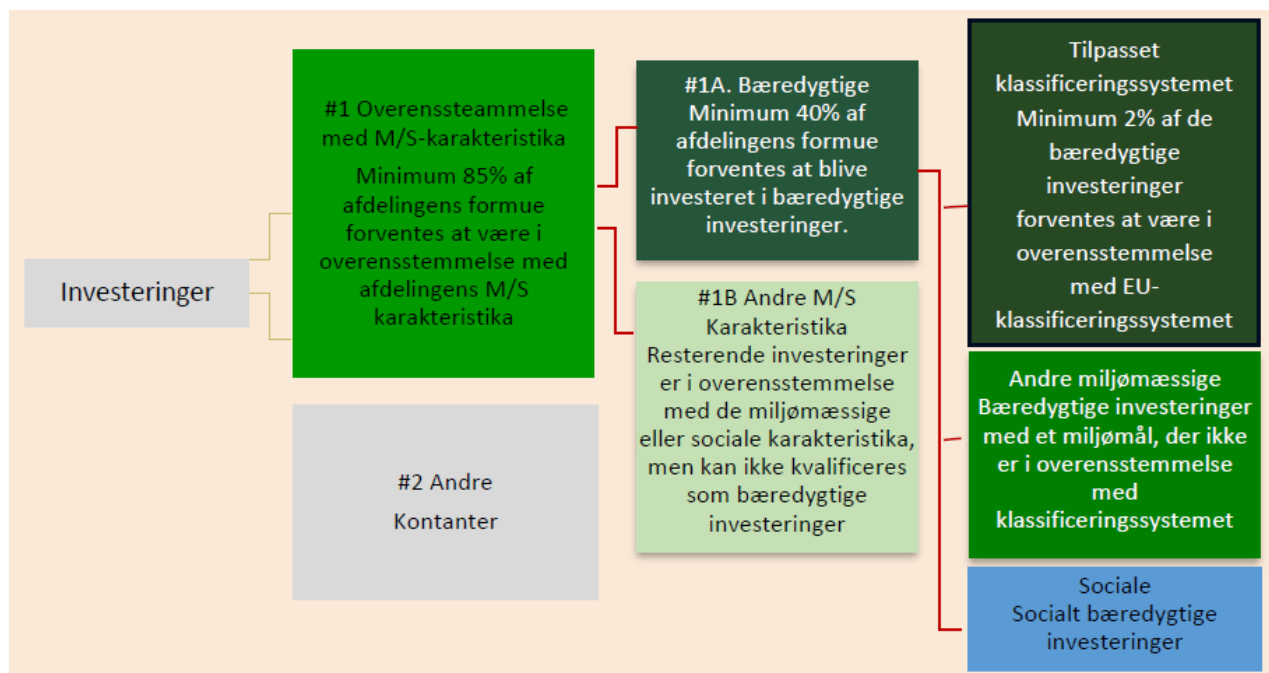 Investeringer
#1 Overenssteammelse
med M/S-karakteristika
Minimum 85% af
afdelingens formue
forventes at være i
overensstemmelse med
afdelingens M/S
karakteristika
#2 Andre
Kontanter
#1A. Bæredygtige
Minimum 40% af
afdelingens formue
forventes at blive
investeret i bæredygtige
investeringer.
#1B Andre M/S
Karakteristika
Resterende investeringer
er i overensstemmelse
med de miljømæssige
eller sociale karakteristika,
men kan ikke kvalificeres
som bæredygtige
investeringer
Tilpasset
klassificeringssystemet
Minimum 2% af de
bæredygtige
investeringer
forventes at være i
overensstemmelse
med EU-
klassificeringssystemet
Andre miljømæssige
Bæredygtige investeringer
med et miljømål, der ikke
er i overensstemmelse
med
klassificeringssystemet
Sociale
Socialt bæredygtige
investeringer